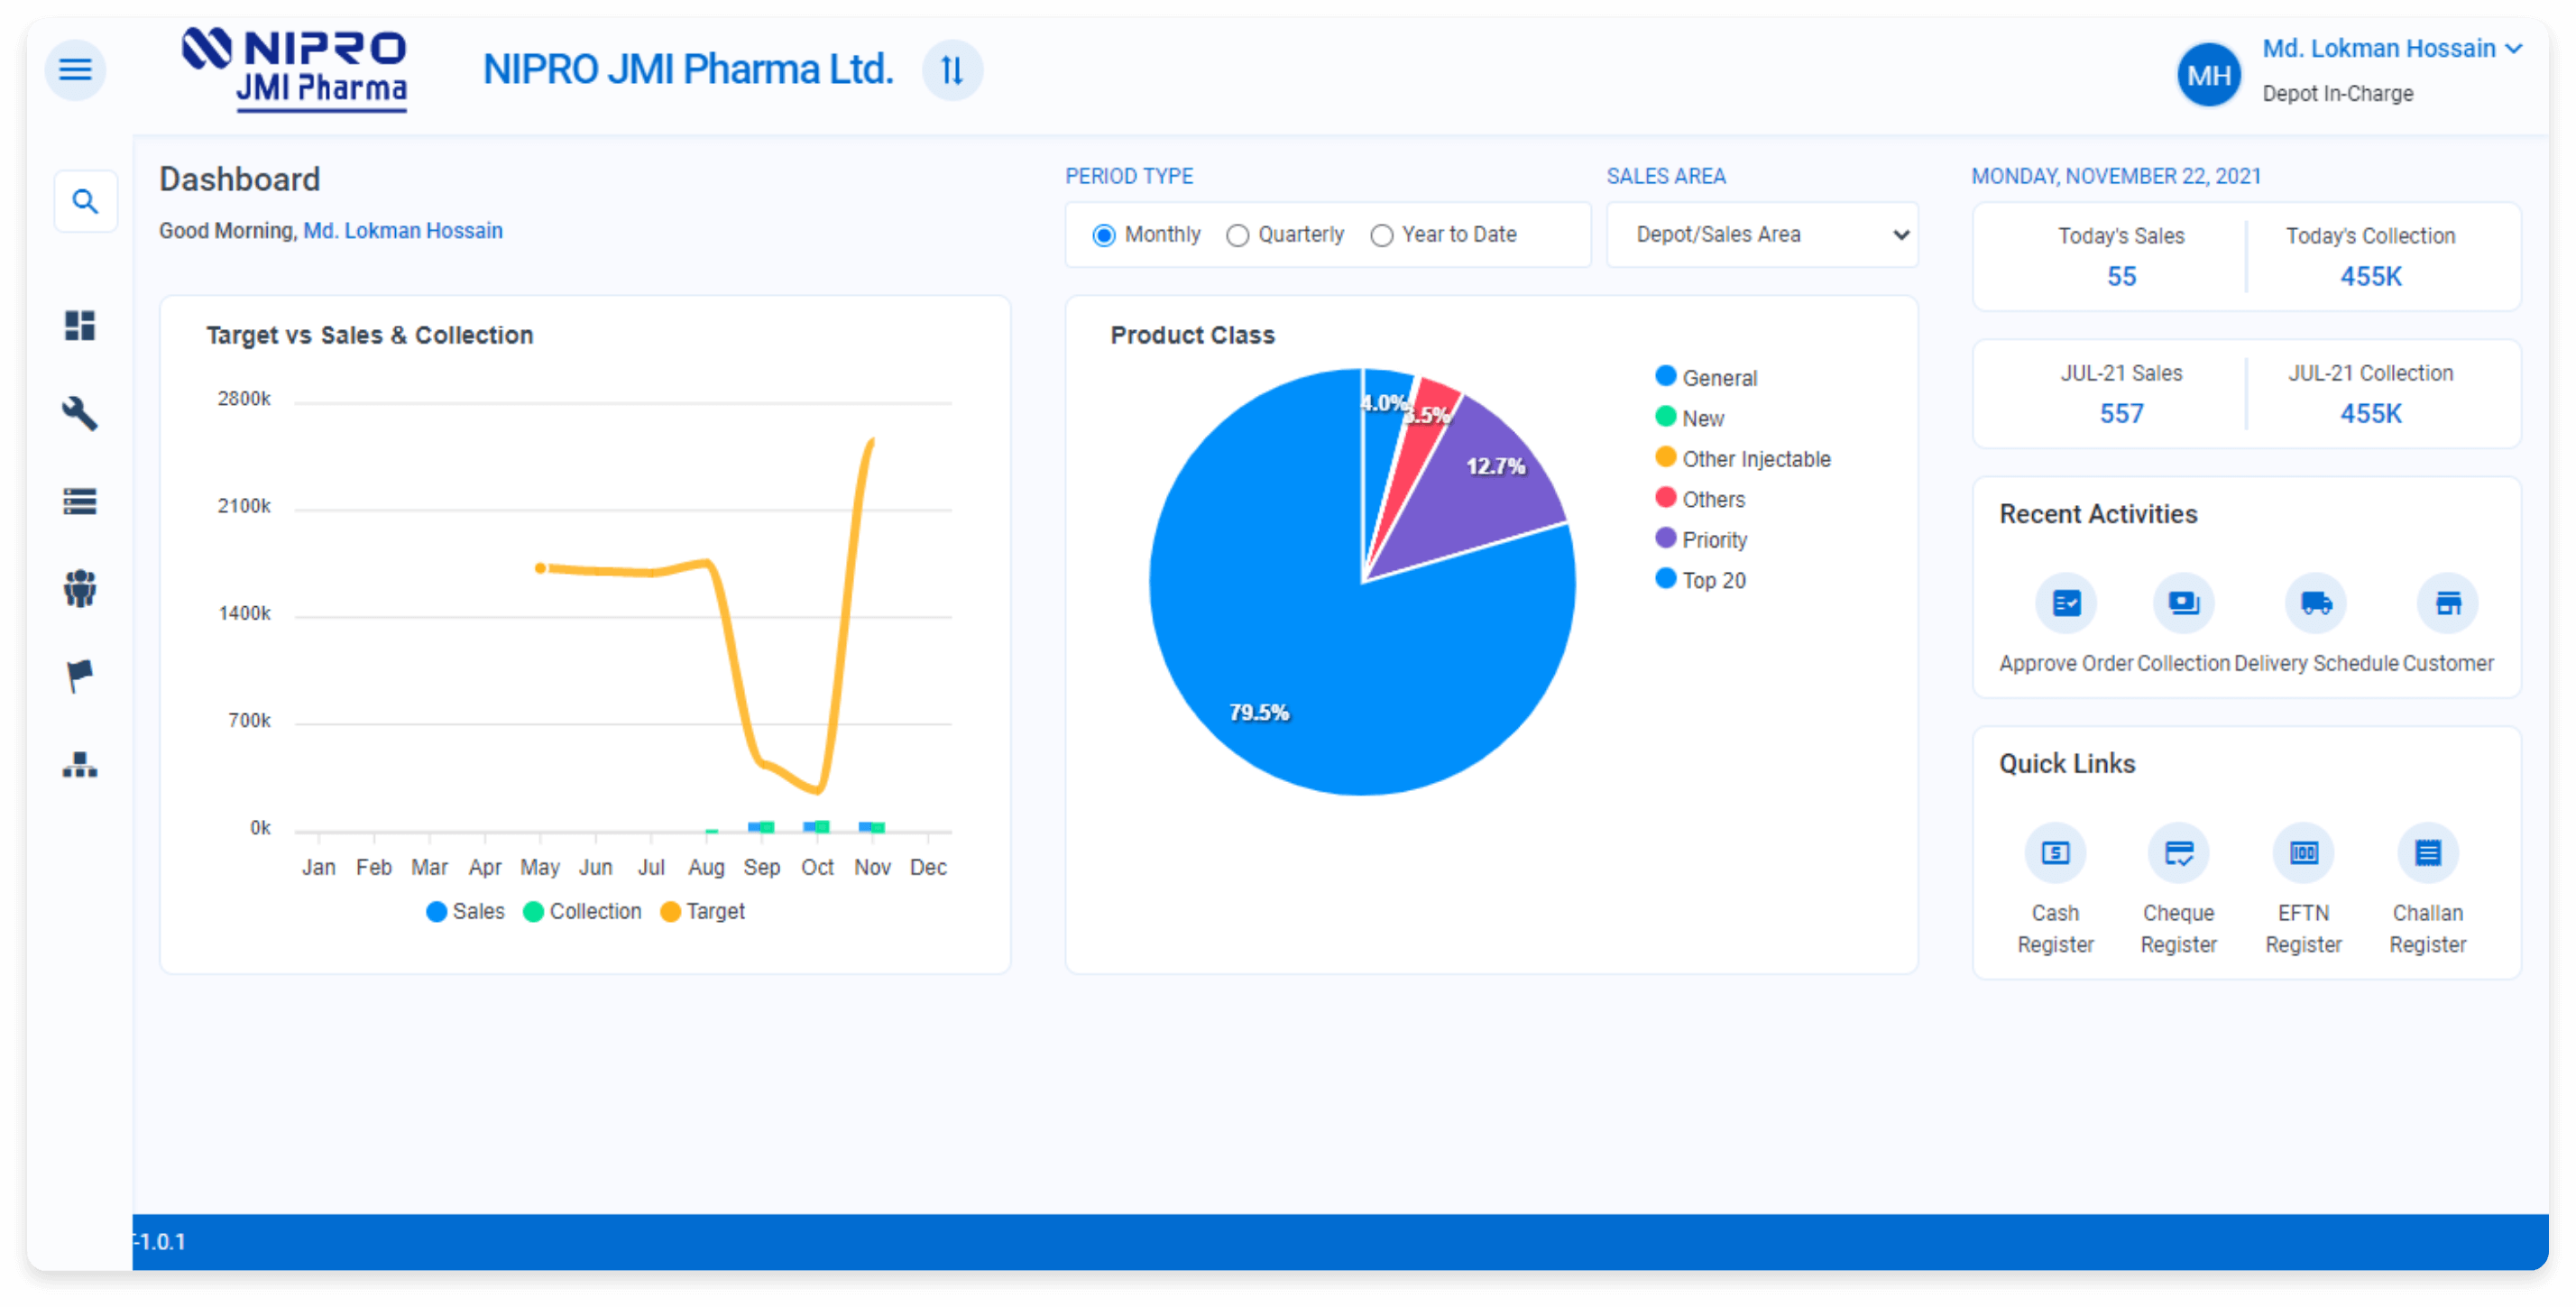 NIPRO
JMI Pharma
NIPRO JMI Pharma Ltd.
MH
Md. Lokman Hossain
Depot In-Charge
Dashboard
Good Morning, Md. Lokman Hossain
PERIOD TYPE
Monthly Quarterly Year to Date
SALES AREA
Depot/Sales Area
MONDAY, NOVEMBER 22, 2021
Today's Sales Today's Collection
55 455K
JUL-21 Sales JUL-21 Collection
557 455K
Target vs Sales & Collection
2800k
2100k
1400k
700k
0k
Jan Feb Mar Apr May Jun Jul Aug Sep Oct Nov Dec
Sales Collection Target
Product Class
4.0%
12.7%
79.5%
General
New
Other Injectable
Others
Priority
Top 20
Recent Activities
Approve Order Collection Delivery Schedule Customer
Quick Links
Cash Cheque EFTN Challan
Register Register Register Register
-1.0.1